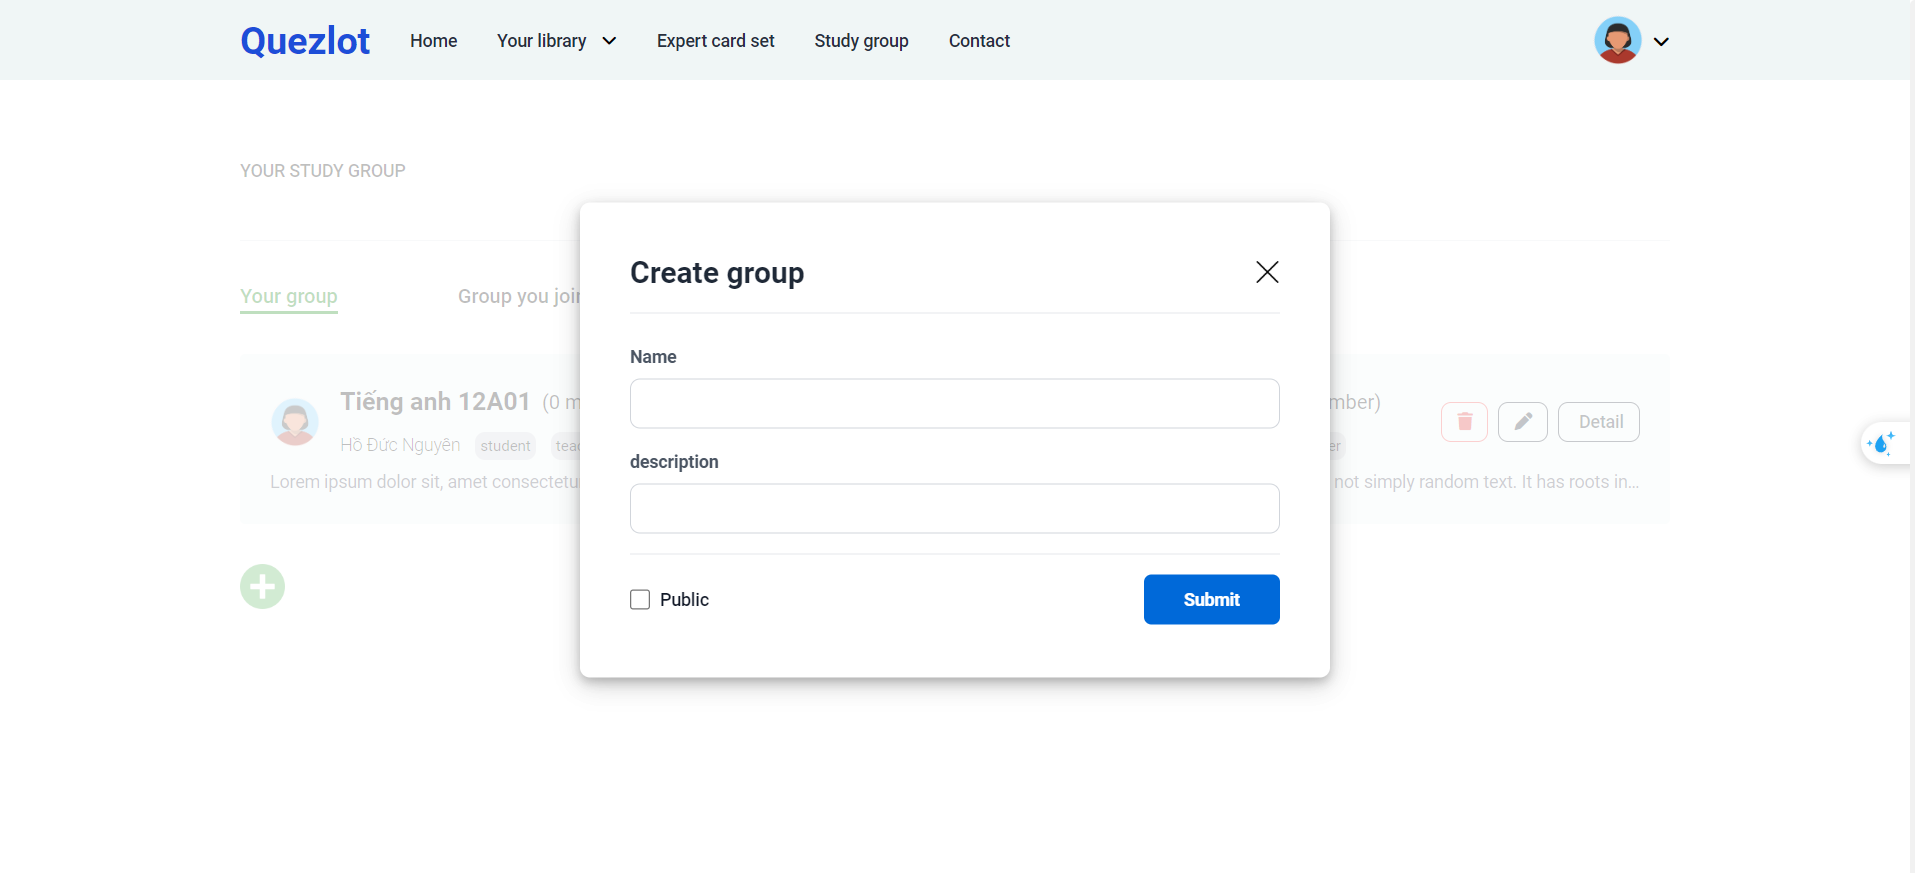 Quezlot Home Your library Expert card set Study group Contact
YOUR STUDY GROUP
Your group Group you join
Create group
Name
description
Public Submit
Tiếng anh 12A01 (0 m mber)
Hồ Đức Nguyên student teac er
Lorem ipsum dolor sit, amet consectetu not simply random text. It has roots in...
Detail